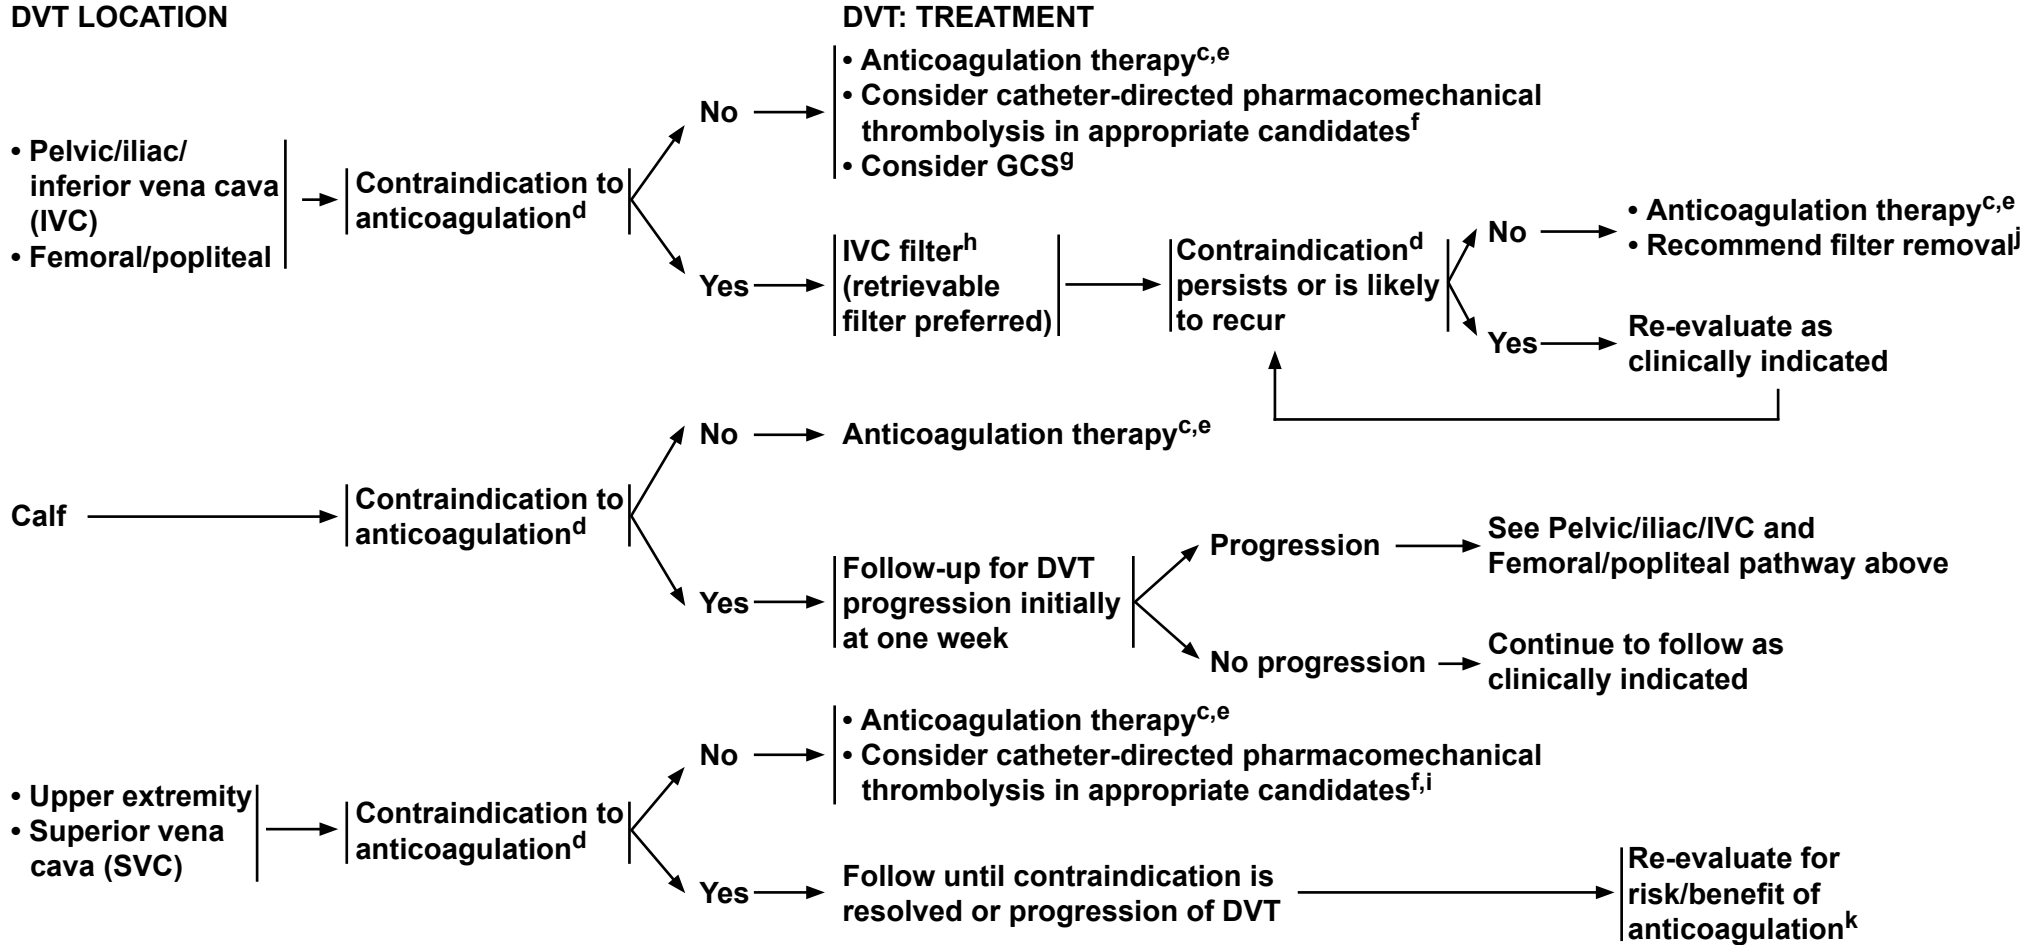 DVT LOCATION
DVT: TREATMENT
• Pelvic/iliac/
inferior vena cava
(IVC)
• Femoral/popliteal
Contraindication to
anticoagulationd
No
• Anticoagulation therapyc,e
• Consider catheter-directed pharmacomechanical
thrombolysis in appropriate candidatesf
• Consider GCSg
Yes
IVC filterh
(retrievable
filter preferred)
Contraindicationd
persists or is likely
to recur
No
• Anticoagulation therapyc,e
• Recommend filter removalj
Yes
Re-evaluate as
clinically indicated
Calf
Contraindication to
anticoagulationd
No
Anticoagulation therapyc,e
Yes
Follow-up for DVT
progression initially
at one week
Progression
See Pelvic/iliac/IVC and
Femoral/popliteal pathway above
No progression
Continue to follow as
clinically indicated
• Upper extremity
• Superior vena
cava (SVC)
Contraindication to
anticoagulationd
No
• Anticoagulation therapyc,e
• Consider catheter-directed pharmacomechanical
thrombolysis in appropriate candidatesf,i
Yes
Follow until contraindication is
resolved or progression of DVT
Re-evaluate for
risk/benefit of
anticoagulationk